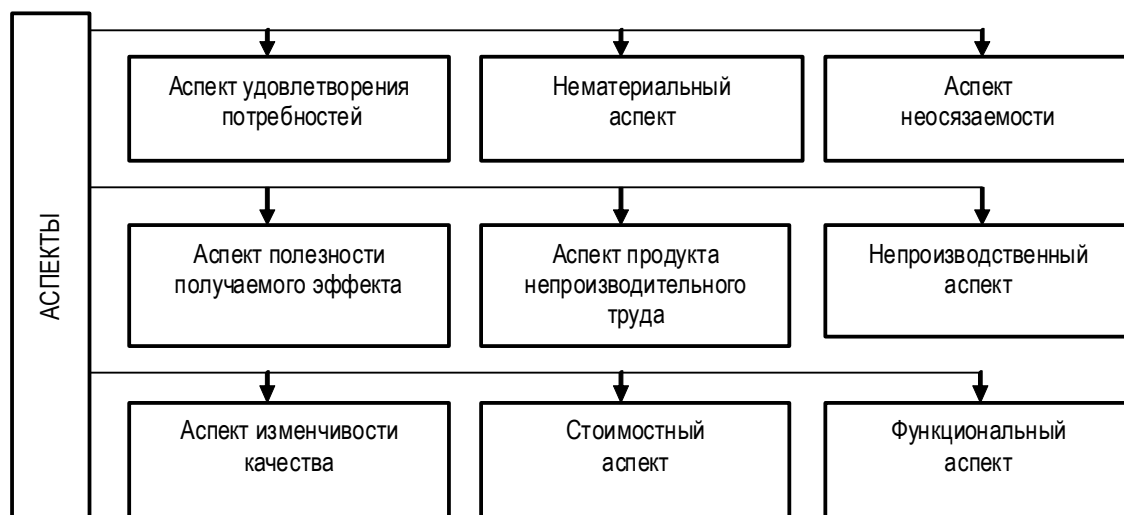 АСПЕКТЫ
Аспект удовлетворения
потребностей
Нематериальный
аспект
Аспект
неосязаемости
Аспект полезности
получаемого эффекта
Аспект продукта
непроизводительного
труда
Непроизводственный
аспект
Аспект изменчивости
качества
Стоимостный
аспект
Функциональный
аспект